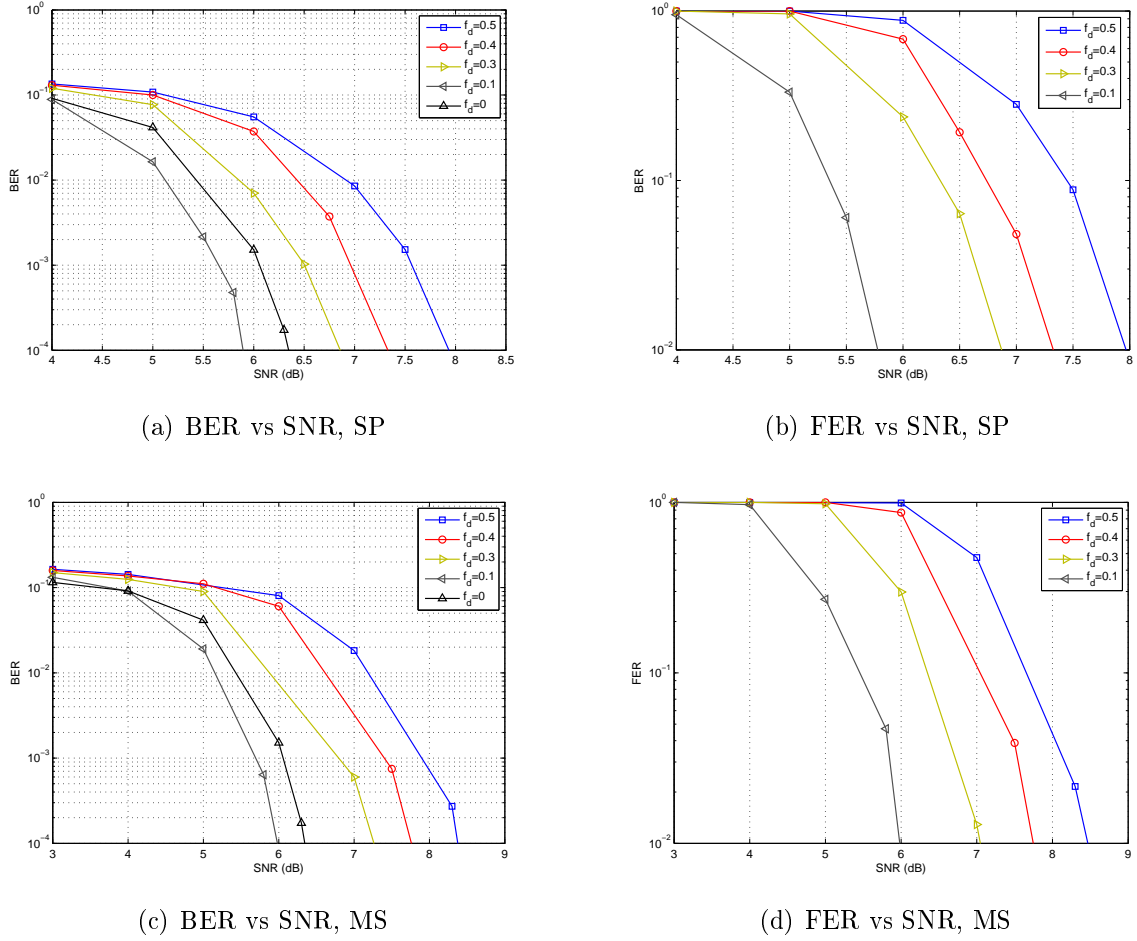 10^0
10^-1
10^-2
10^-3
10^-4
4 4.5 5 5.5 6 6.5 7 7.5 8 8.5
SNR (dB)
BER
f_d=0.5
f_d=0.4
f_d=0.3
f_d=0.1
f_d=0
(a) BER vs SNR, SP
10^0
10^-1
10^-2
4 4.5 5 5.5 6 6.5 7 7.5 8
SNR (dB)
BER
f_d=0.5
f_d=0.4
f_d=0.3
f_d=0.1
(b) FER vs SNR, SP
10^0
10^-1
10^-2
10^-3
10^-4
3 4 5 6 7 8 9
SNR (dB)
BER
f_d=0.5
f_d=0.4
f_d=0.3
f_d=0.1
f_d=0
(c) BER vs SNR, MS
10^0
10^-1
10^-2
3 4 5 6 7 8 9
SNR (dB)
FER
f_d=0.5
f_d=0.4
f_d=0.3
f_d=0.1
(d) FER vs SNR, MS